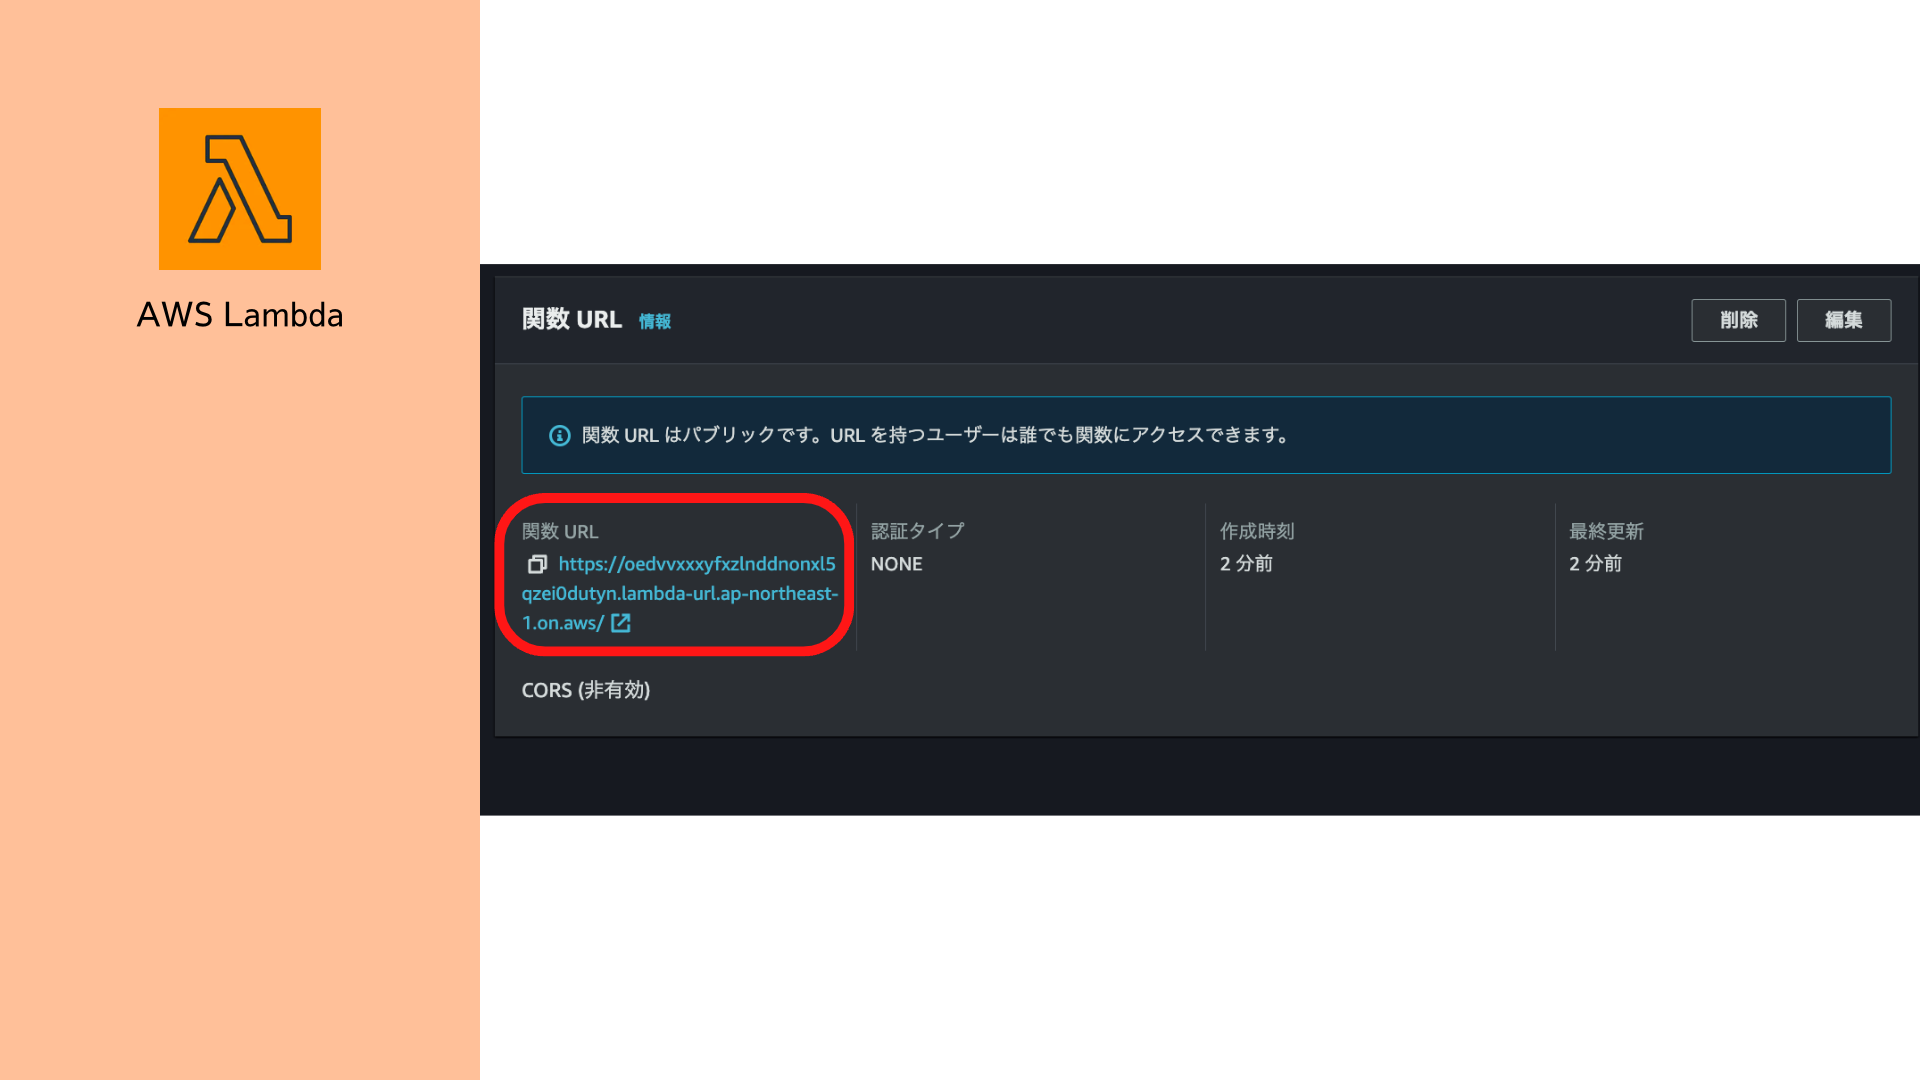 AWS Lambda
関数 URL 情報
削除 編集
関数 URL はパブリックです。URL を持つユーザーは誰でも関数にアクセスできます。
関数 URL
https://oedvvxxxyfxzlnddnonxl5
qzei0dutyn.lambda-url.ap-northeast-
1.on.aws/
認証タイプ
NONE
作成時刻
2 分前
最終更新
2 分前
CORS (非有効)